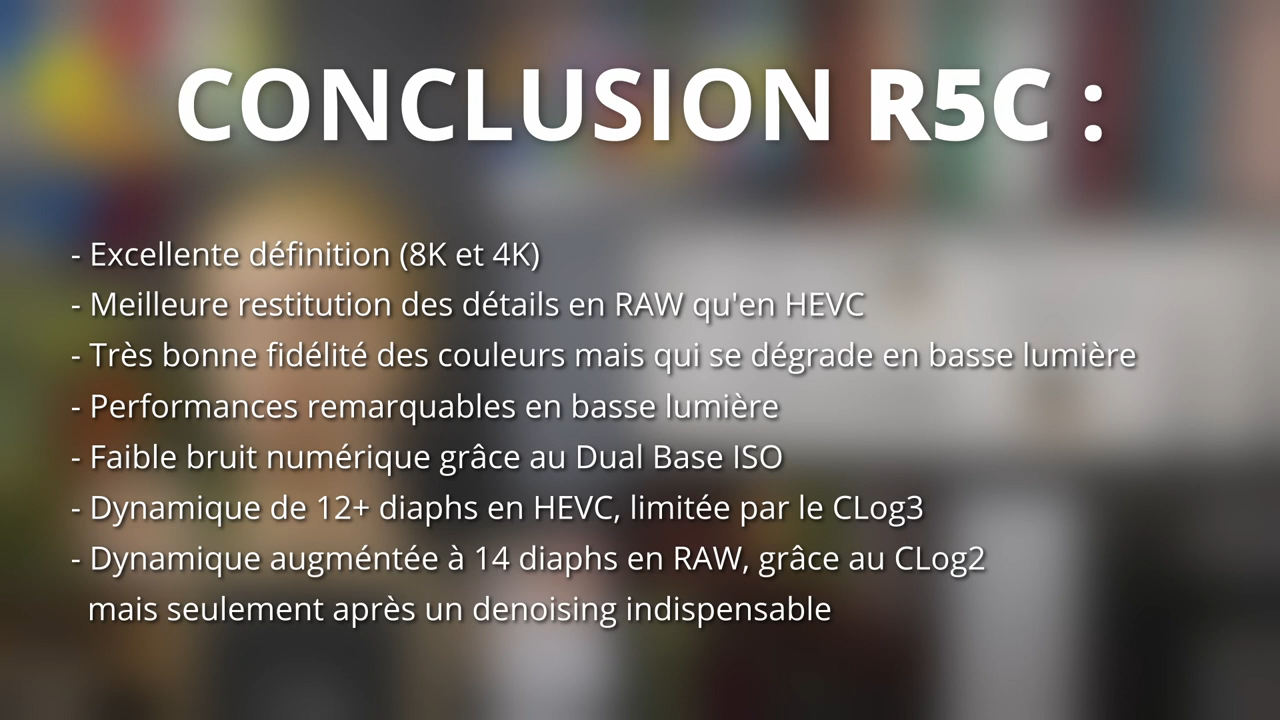 CONCLUSION R5C :
- Excellente définition (8K et 4K)
- Meilleure restitution des détails en RAW qu'en HEVC
- Très bonne fidélité des couleurs mais qui se dégrade en basse lumière
- Performances remarquables en basse lumière
- Faible bruit numérique grâce au Dual Base ISO
- Dynamique de 12+ diaphs en HEVC, limitée par le CLog3
- Dynamique augméntée à 14 diaphs en RAW, grâce au CLog2
mais seulement après un denoising indispensable